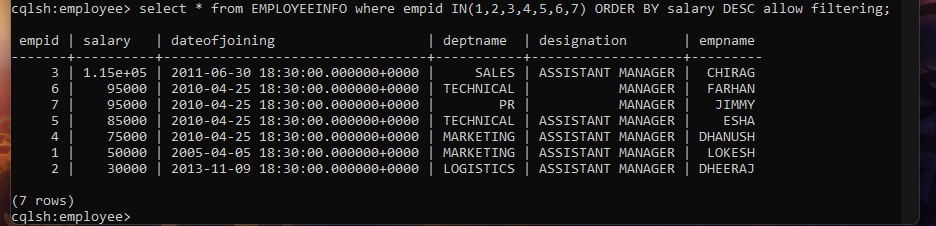 cqlsh:employee> select * from EMPLOYEEINFO where empid IN(1,2,3,4,5,6,7) ORDER BY salary DESC allow filtering;
 empid | salary   | dateofjoining                   | deptname  | designation       | empname
-------+----------+---------------------------------+-----------+-------------------+---------
     3 | 1.15e+05 | 2011-06-30 18:30:00.000000+0000 |     SALES | ASSISTANT MANAGER |  CHIRAG
     6 |    95000 | 2010-04-25 18:30:00.000000+0000 | TECHNICAL |           MANAGER |  FARHAN
     7 |    95000 | 2010-04-25 18:30:00.000000+0000 |        PR |           MANAGER |   JIMMY
     5 |    85000 | 2010-04-25 18:30:00.000000+0000 | TECHNICAL | ASSISTANT MANAGER |    ESHA
     4 |    75000 | 2010-04-25 18:30:00.000000+0000 | MARKETING | ASSISTANT MANAGER | DHANUSH
     1 |    50000 | 2005-04-05 18:30:00.000000+0000 | MARKETING | ASSISTANT MANAGER |  LOKESH
     2 |    30000 | 2013-11-09 18:30:00.000000+0000 | LOGISTICS | ASSISTANT MANAGER | DHEERAJ
(7 rows)
cqlsh:employee>